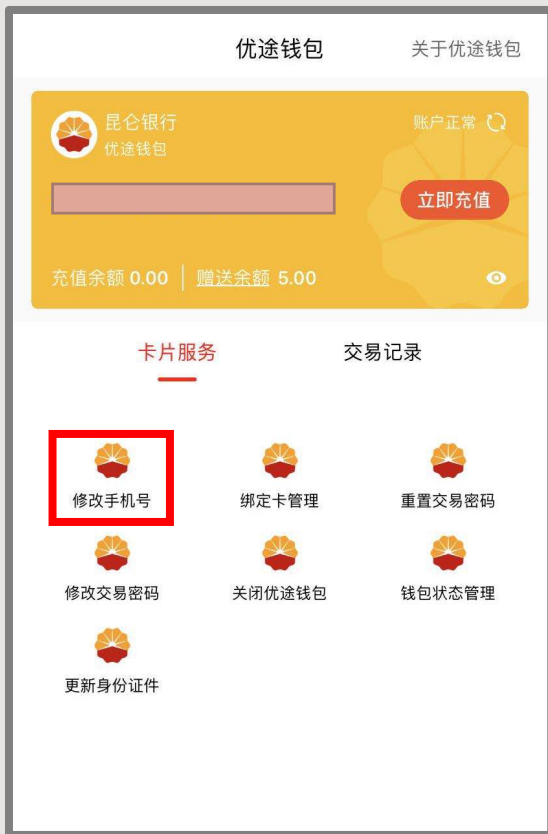 优途钱包 关于优途钱包
昆仑银行 账户正常
优途钱包
立即充值
充值余额 0.00 赠送余额 5.00
卡片服务 交易记录
修改手机号 绑定卡管理 重置交易密码
修改交易密码 关闭优途钱包 钱包状态管理
更新身份证件